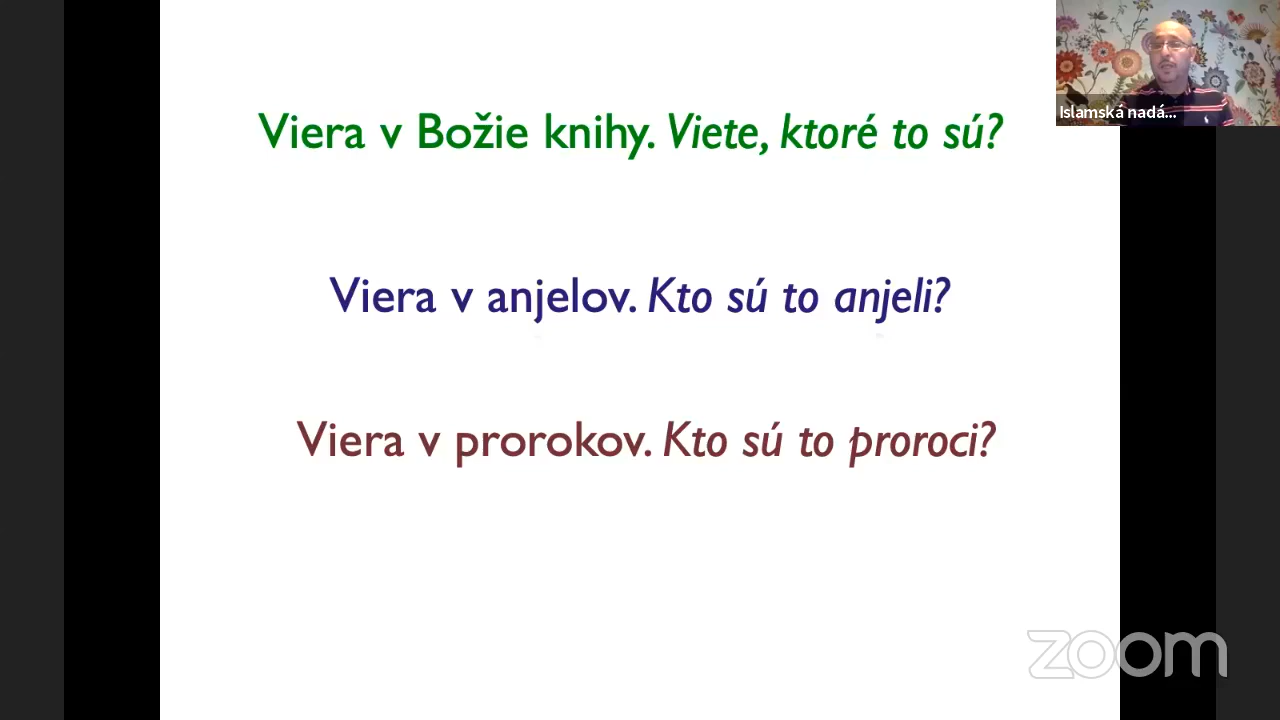 Viera v Božie knihy. Viete, ktoré to sú?
Viera v anjelov. Kto sú to anjeli?
Viera v prorokov. Kto sú to proroci?
Islamská nadá...
zoom